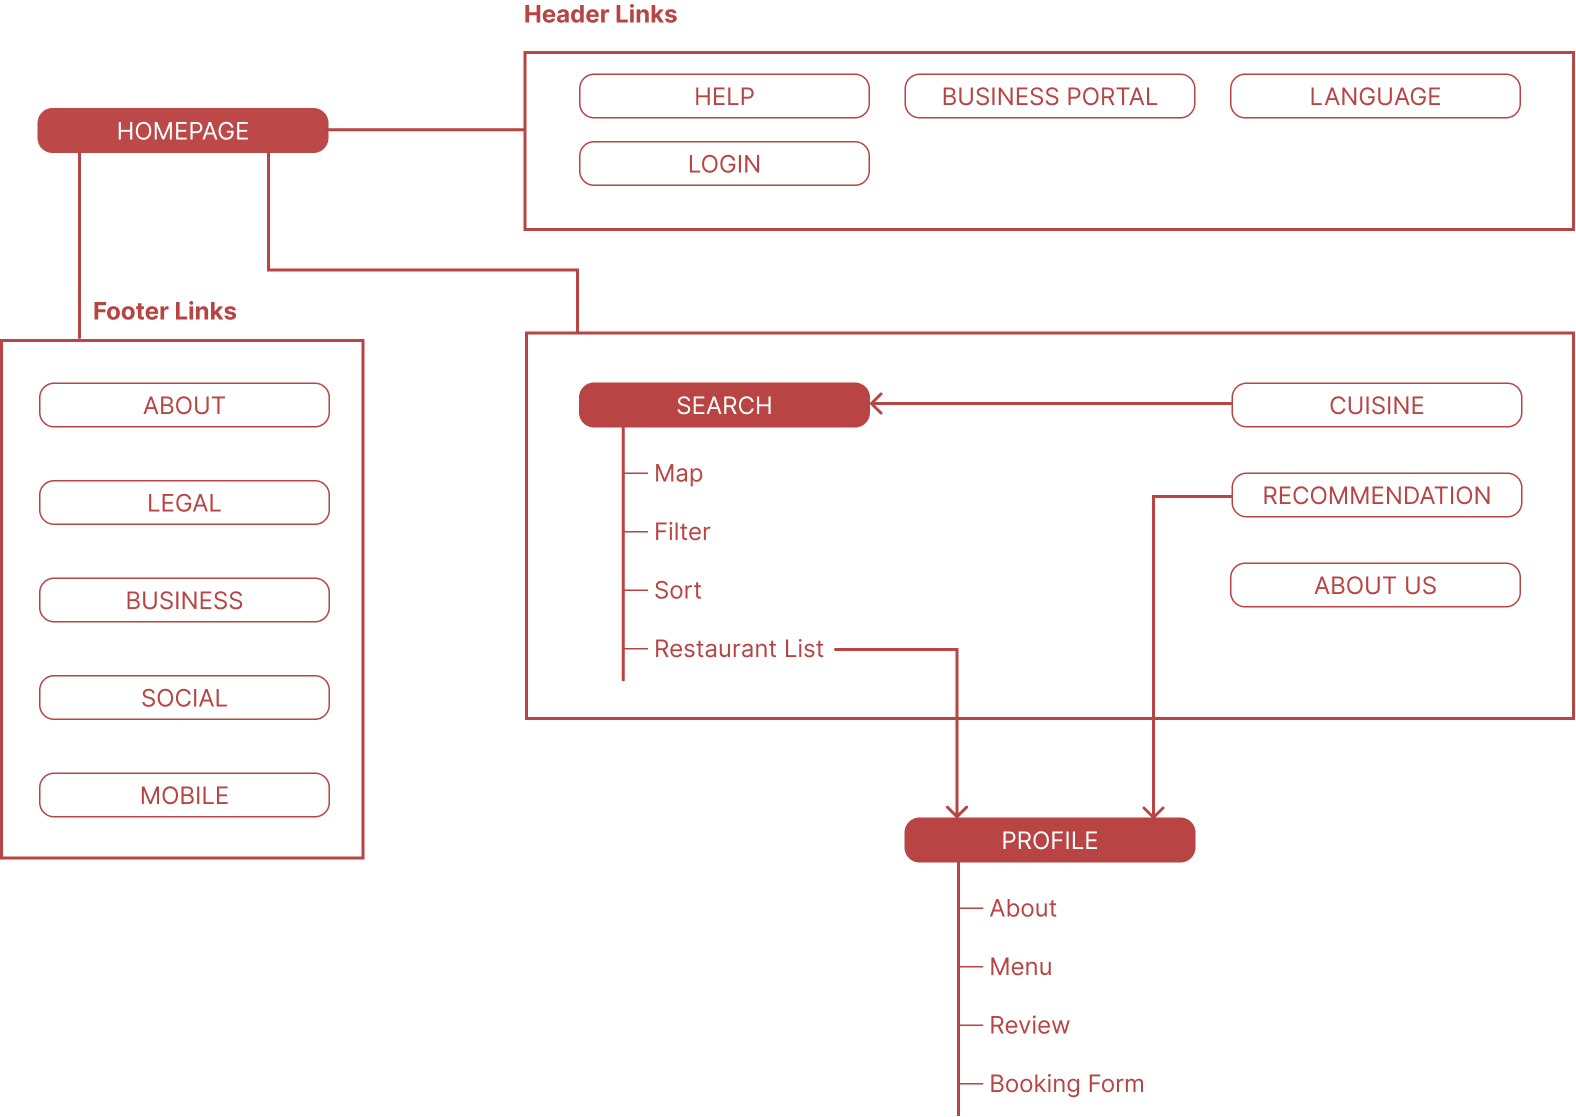 Header Links
HELP
BUSINESS PORTAL
LANGUAGE
LOGIN
HOMEPAGE
Footer Links
ABOUT
LEGAL
BUSINESS
SOCIAL
MOBILE
SEARCH
Map
Filter
Sort
Restaurant List
CUISINE
RECOMMENDATION
ABOUT US
PROFILE
About
Menu
Review
Booking Form